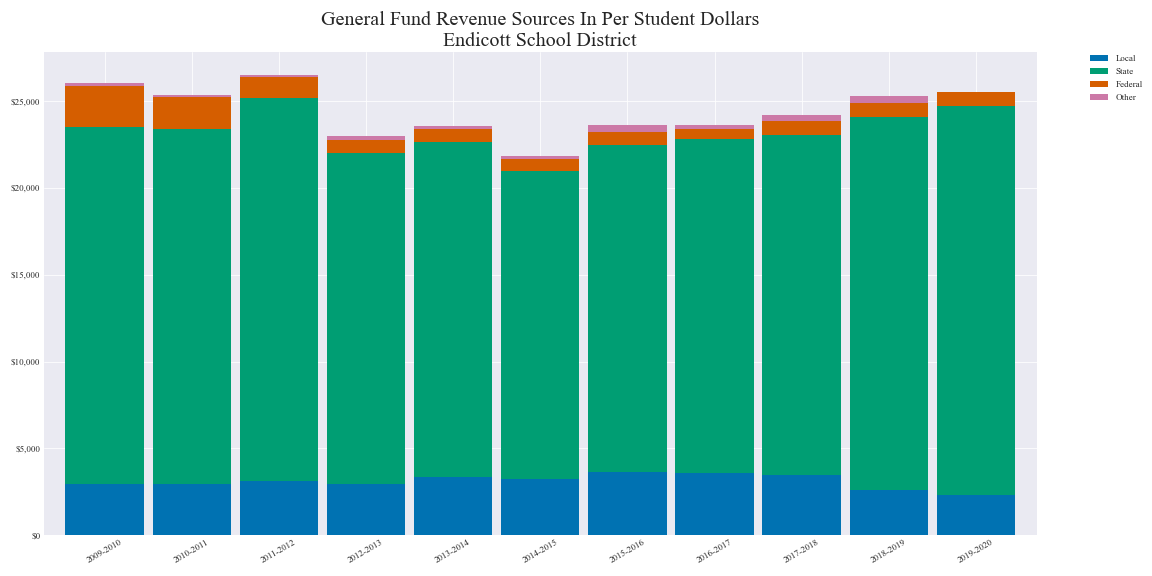 General Fund Revenue Sources In Per Student Dollars
Endicott School District
Local
State
Federal
Other
$25,000
$20,000
$15,000
$10,000
$5,000
$0
2009-2010
2010-2011
2011-2012
2012-2013
2013-2014
2014-2015
2015-2016
2016-2017
2017-2018
2018-2019
2019-2020